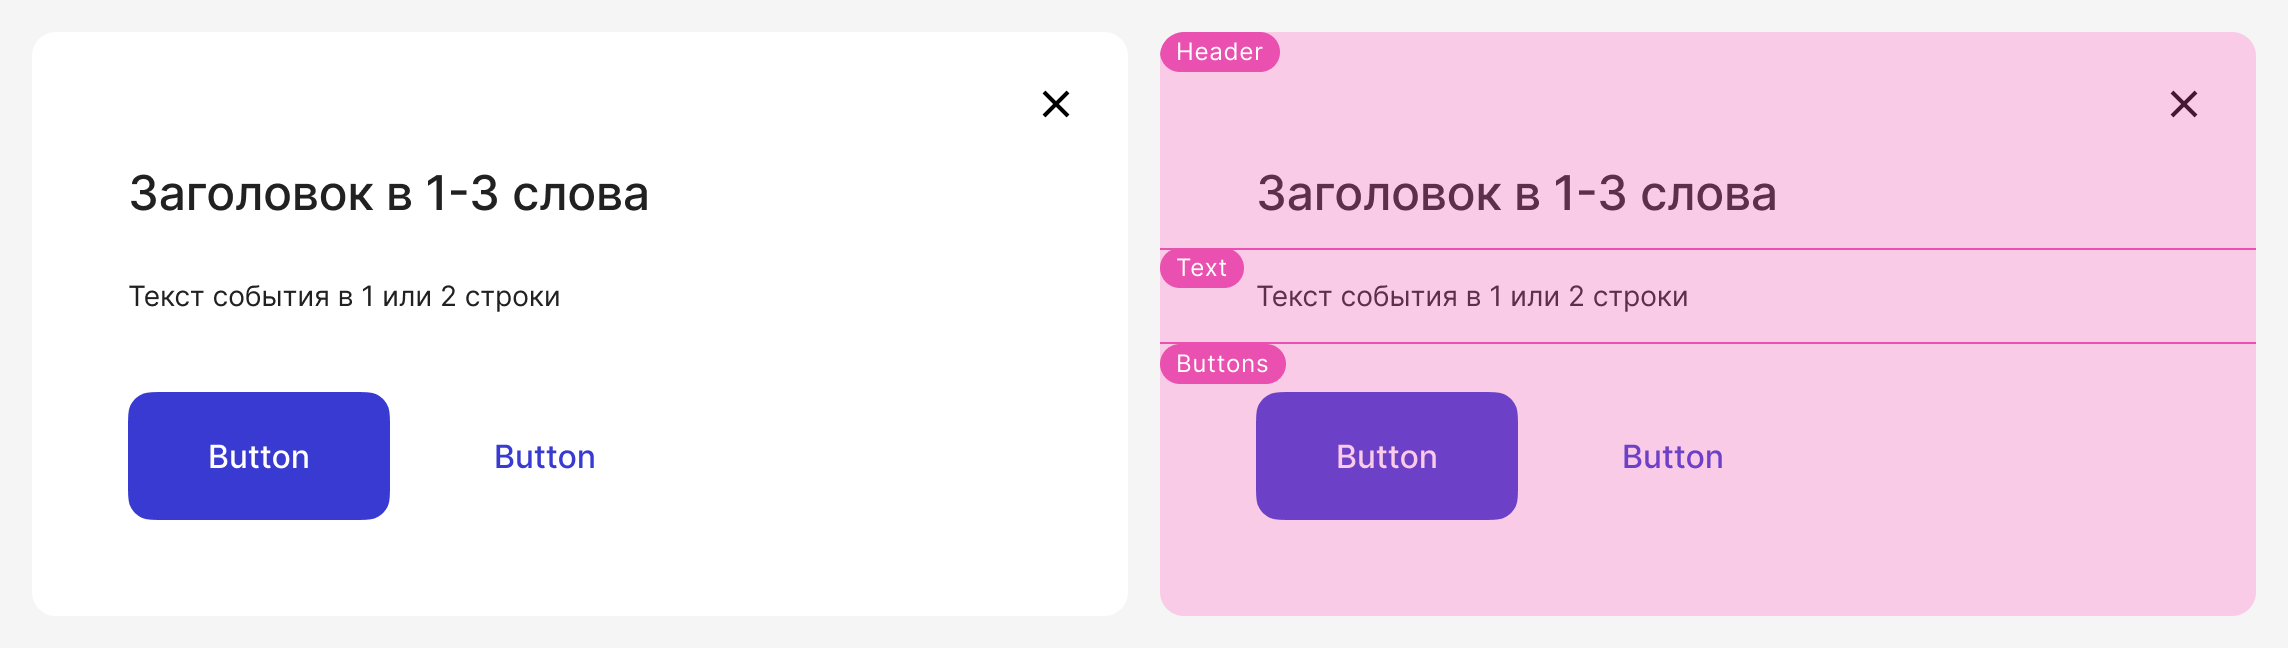 Заголовок в 1-3 слова
Текст события в 1 или 2 строки
Button Button
Header
Заголовок в 1-3 слова
Text
Текст события в 1 или 2 строки
Buttons
Button Button